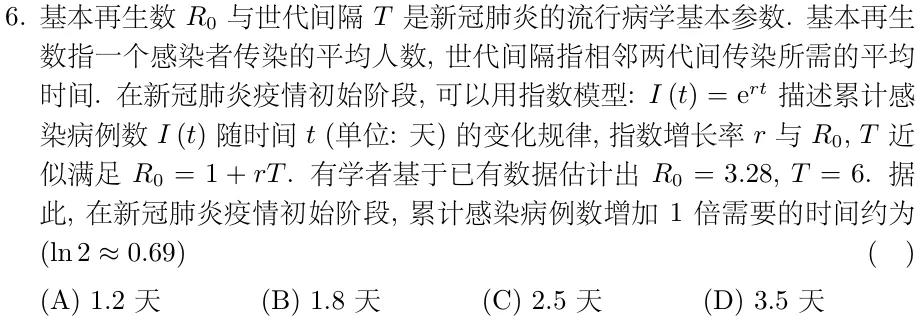 6. 基本再生数 R₀ 与世代间隔 T 是新冠肺炎的流行病学基本参数. 基本再生
数指一个感染者传染的平均人数, 世代间隔指相邻两代间传染所需的平均
时间. 在新冠肺炎疫情初始阶段, 可以用指数模型: I (t) = eʳᵗ 描述累计感
染病例数 I (t) 随时间 t (单位: 天) 的变化规律, 指数增长率 r 与 R₀, T 近
似满足 R₀ = 1 + rT. 有学者基于已有数据估计出 R₀ = 3.28, T = 6. 据
此, 在新冠肺炎疫情初始阶段, 累计感染病例数增加 1 倍需要的时间约为
(ln 2 ≈ 0.69) ( )
(A) 1.2 天 (B) 1.8 天 (C) 2.5 天 (D) 3.5 天